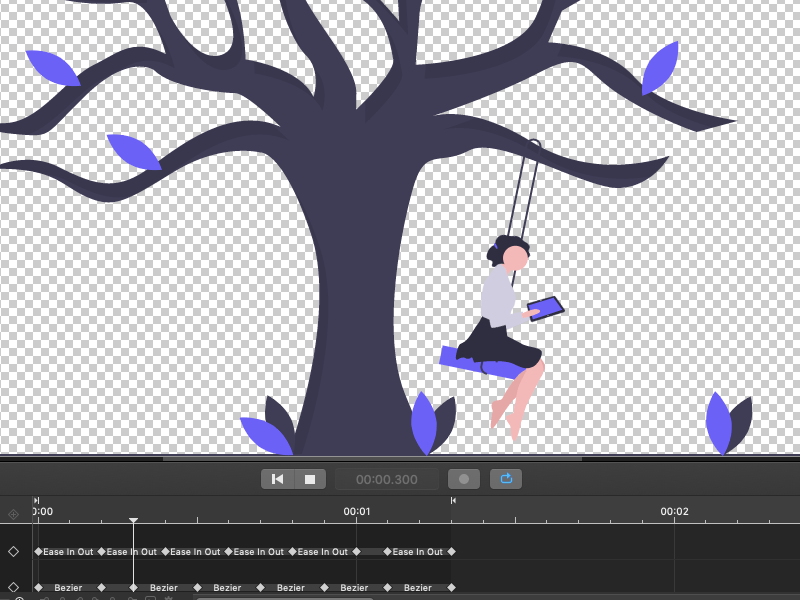 00:00.300
0:00 00:01 00:02
Ease In Out Ease In Out Ease In Out Ease In Out Ease In Out Ease In Out
Bezier Bezier Bezier Bezier Bezier Bezier